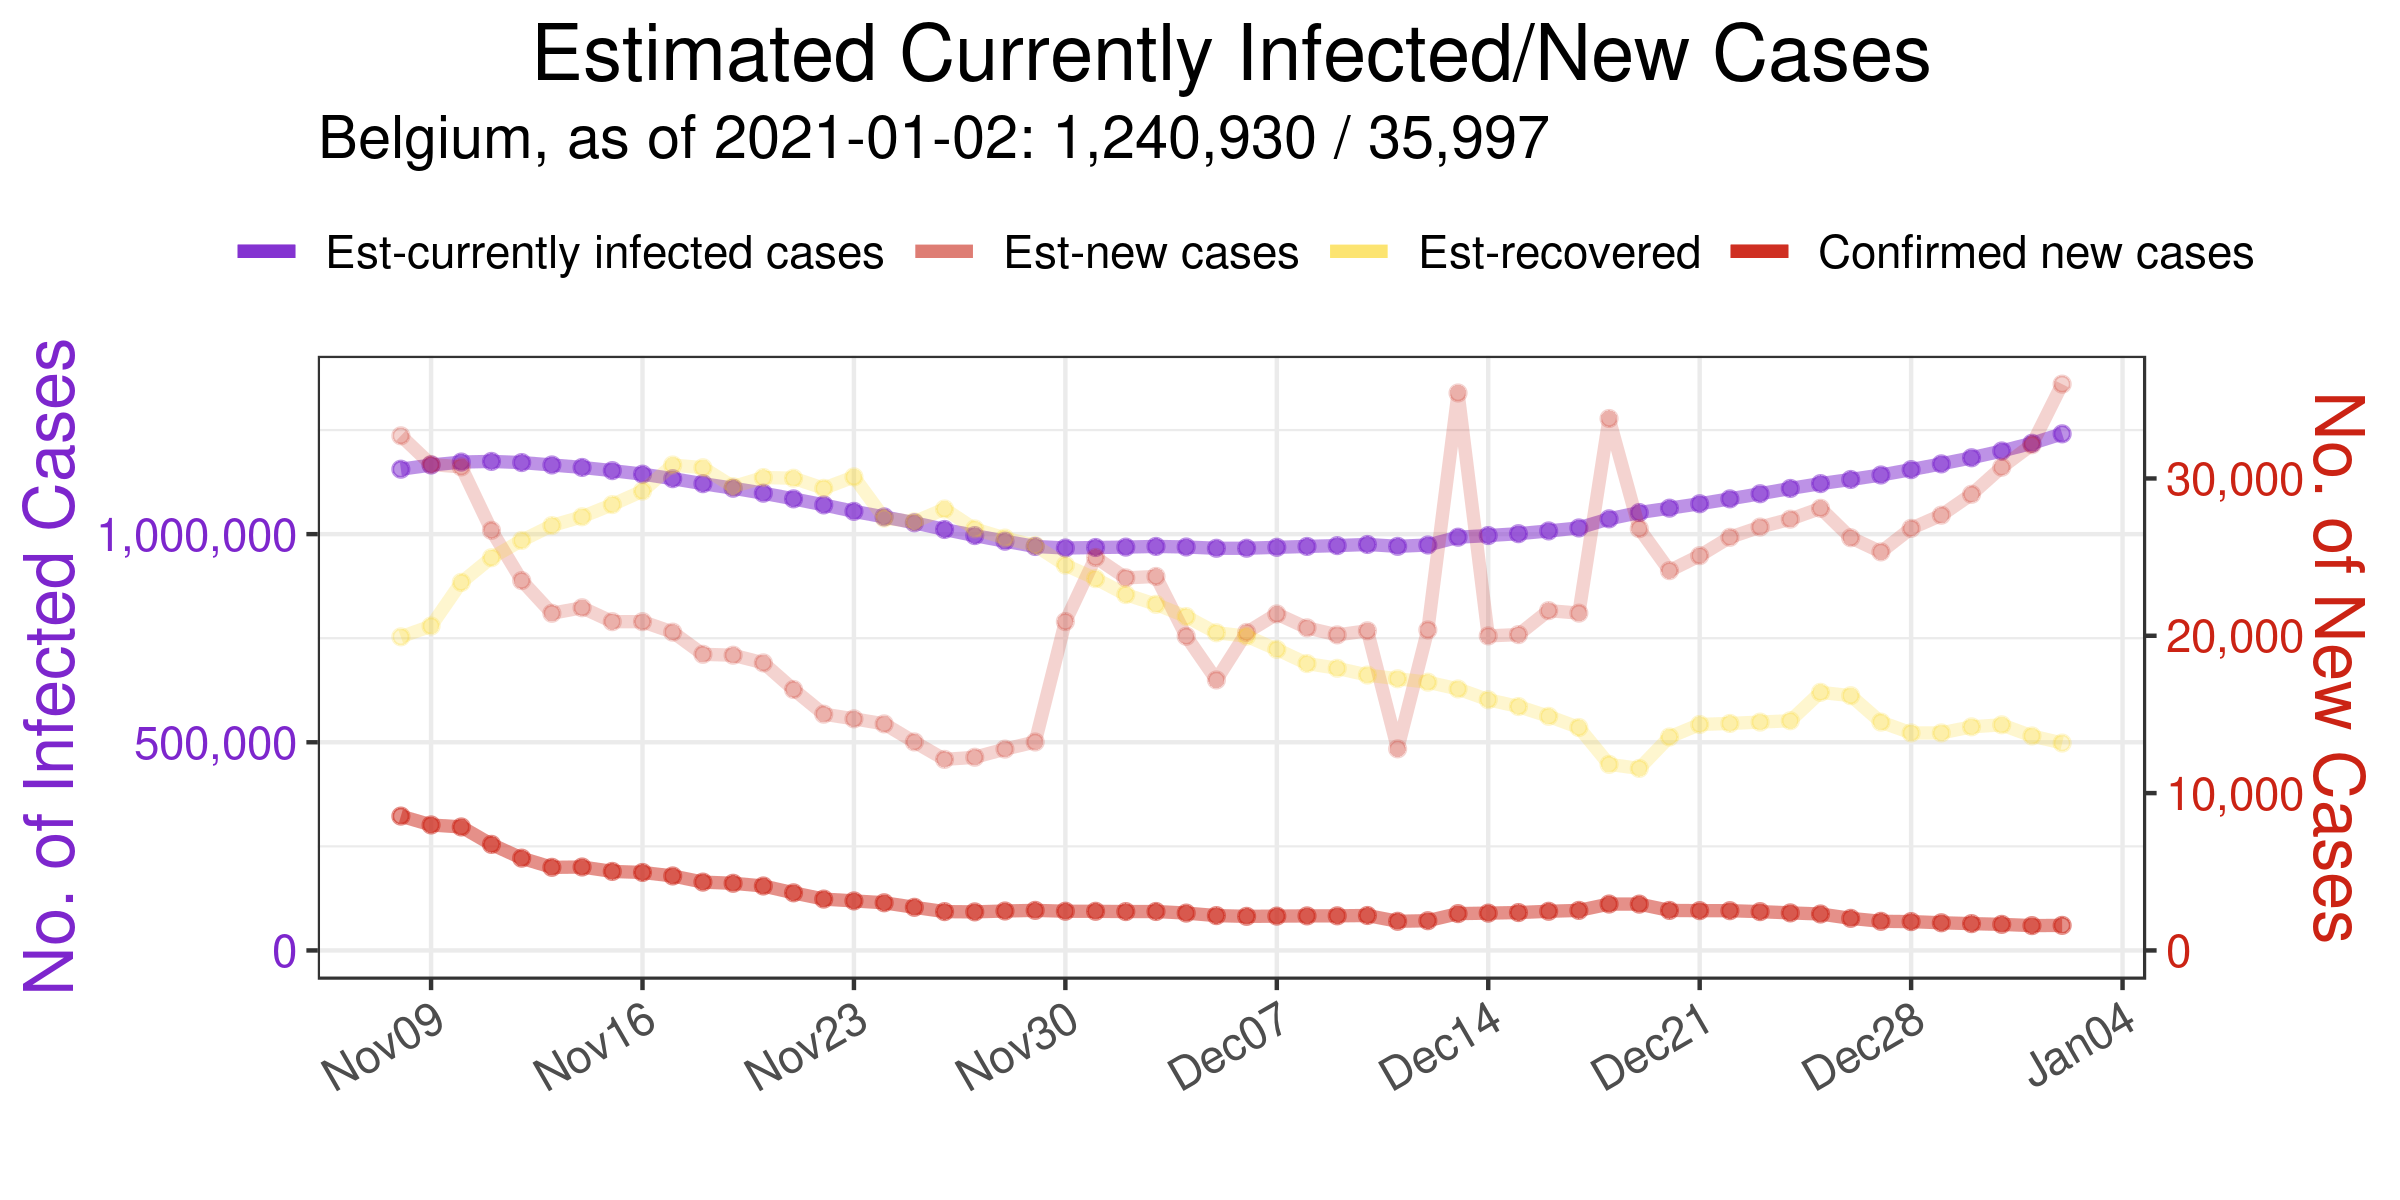 Estimated Currently Infected/New Cases
Belgium, as of 2021-01-02: 1,240,930 / 35,997
Est-currently infected cases Est-new cases Est-recovered Confirmed new cases
No. of Infected Cases
1,000,000
500,000
0
30,000
20,000
10,000
0
No. of New Cases
Nov09 Nov16 Nov23 Nov30 Dec07 Dec14 Dec21 Dec28 Jan04